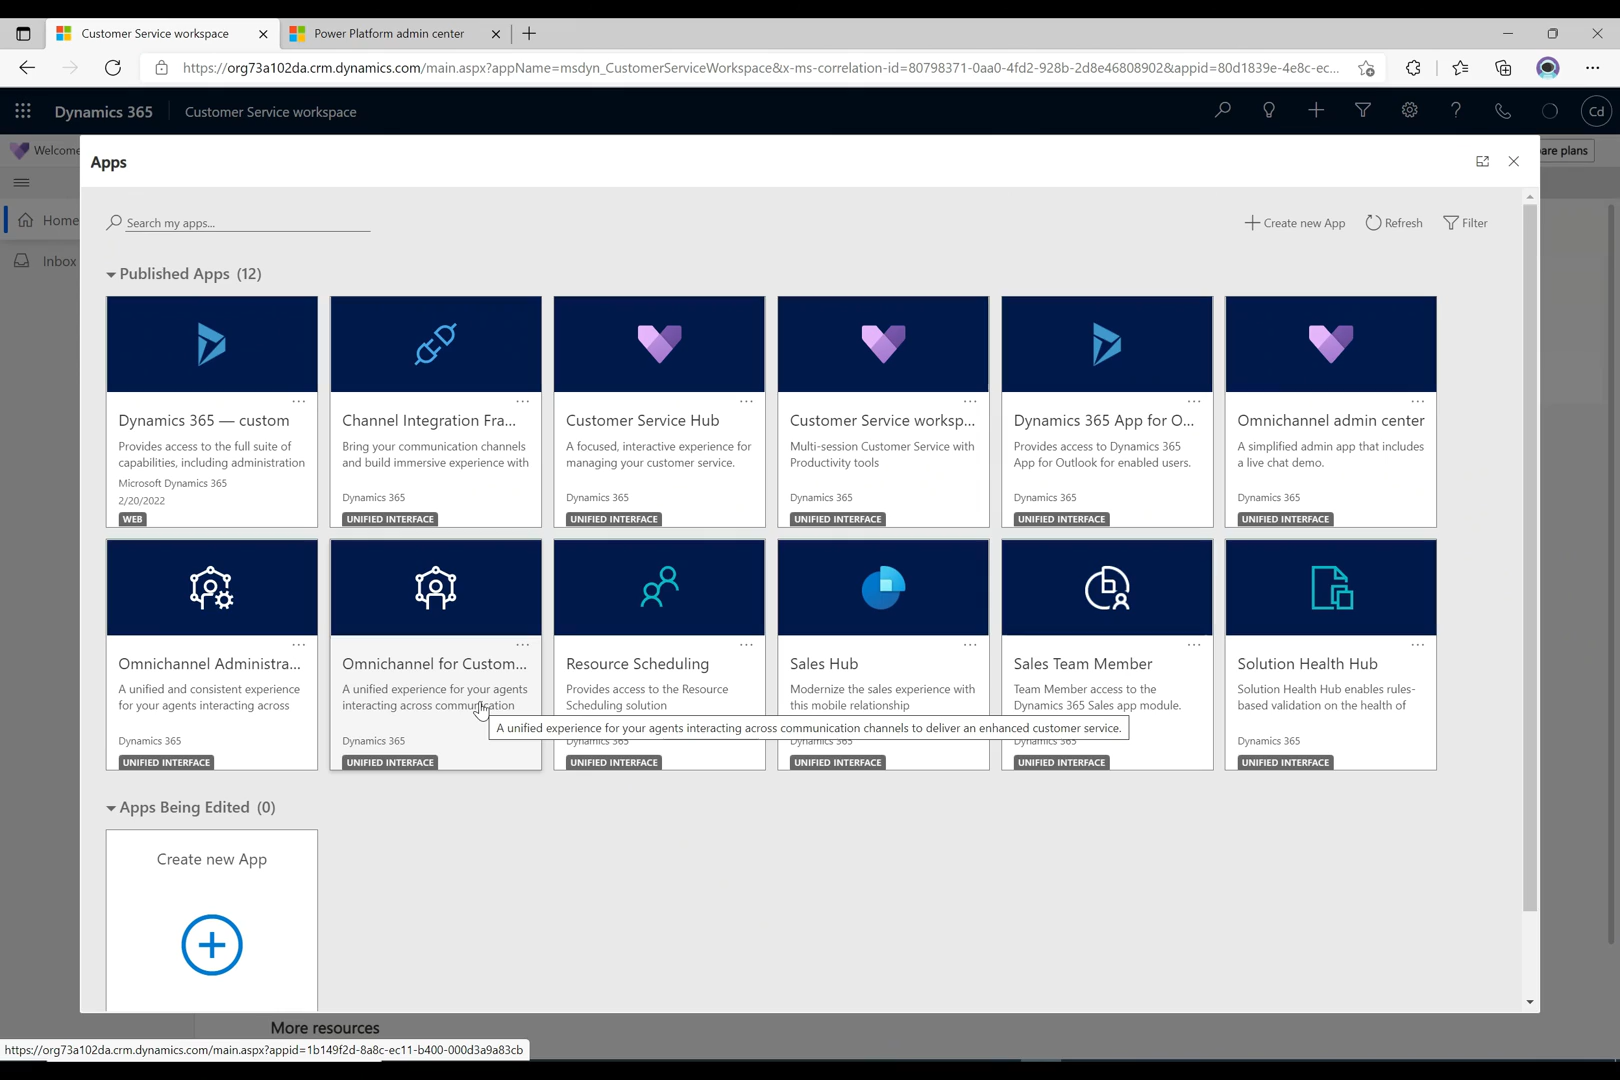 Customer Service workspace
Power Platform admin center
https://org73a102da.crm.dynamics.com/main.aspx?appName=msdyn_CustomerServiceWorkspace&x-ms-correlation-id=80798371-0aa0-4fd2-928b-2d8e46808902&appid=80d1839e-4e8c-ec...
Dynamics 365
Customer Service workspace
Cd
Welcome
are plans
Apps
Home
Inbox
Search my apps...
Create new App
Refresh
Filter
Published Apps (12)
Dynamics 365 — custom
Provides access to the full suite of
capabilities, including administration
Microsoft Dynamics 365
2/20/2022
WEB
Channel Integration Fra...
Bring your communication channels
and build immersive experience with
Dynamics 365
UNIFIED INTERFACE
Customer Service Hub
A focused, interactive experience for
managing your customer service.
Dynamics 365
UNIFIED INTERFACE
Customer Service worksp...
Multi-session Customer Service with
Productivity tools
Dynamics 365
UNIFIED INTERFACE
Dynamics 365 App for O...
Provides access to Dynamics 365
App for Outlook for enabled users.
Dynamics 365
UNIFIED INTERFACE
Omnichannel admin center
A simplified admin app that includes
a live chat demo.
Dynamics 365
UNIFIED INTERFACE
Omnichannel Administra...
A unified and consistent experience
for your agents interacting across
Dynamics 365
UNIFIED INTERFACE
Omnichannel for Custom...
A unified experience for your agents
interacting across communication
Dynamics 365
UNIFIED INTERFACE
Resource Scheduling
Provides access to the Resource
Scheduling solution
Dynamics 365
UNIFIED INTERFACE
Sales Hub
Modernize the sales experience with
this mobile relationship
Dynamics 365
UNIFIED INTERFACE
Sales Team Member
Team Member access to the
Dynamics 365 Sales app module.
Dynamics 365
UNIFIED INTERFACE
Solution Health Hub
Solution Health Hub enables rules-
based validation on the health of
Dynamics 365
UNIFIED INTERFACE
A unified experience for your agents interacting across communication channels to deliver an enhanced customer service.
Apps Being Edited (0)
Create new App
More resources
https://org73a102da.crm.dynamics.com/main.aspx?appid=1b149f2d-8a8c-ec11-b400-000d3a9a83cb